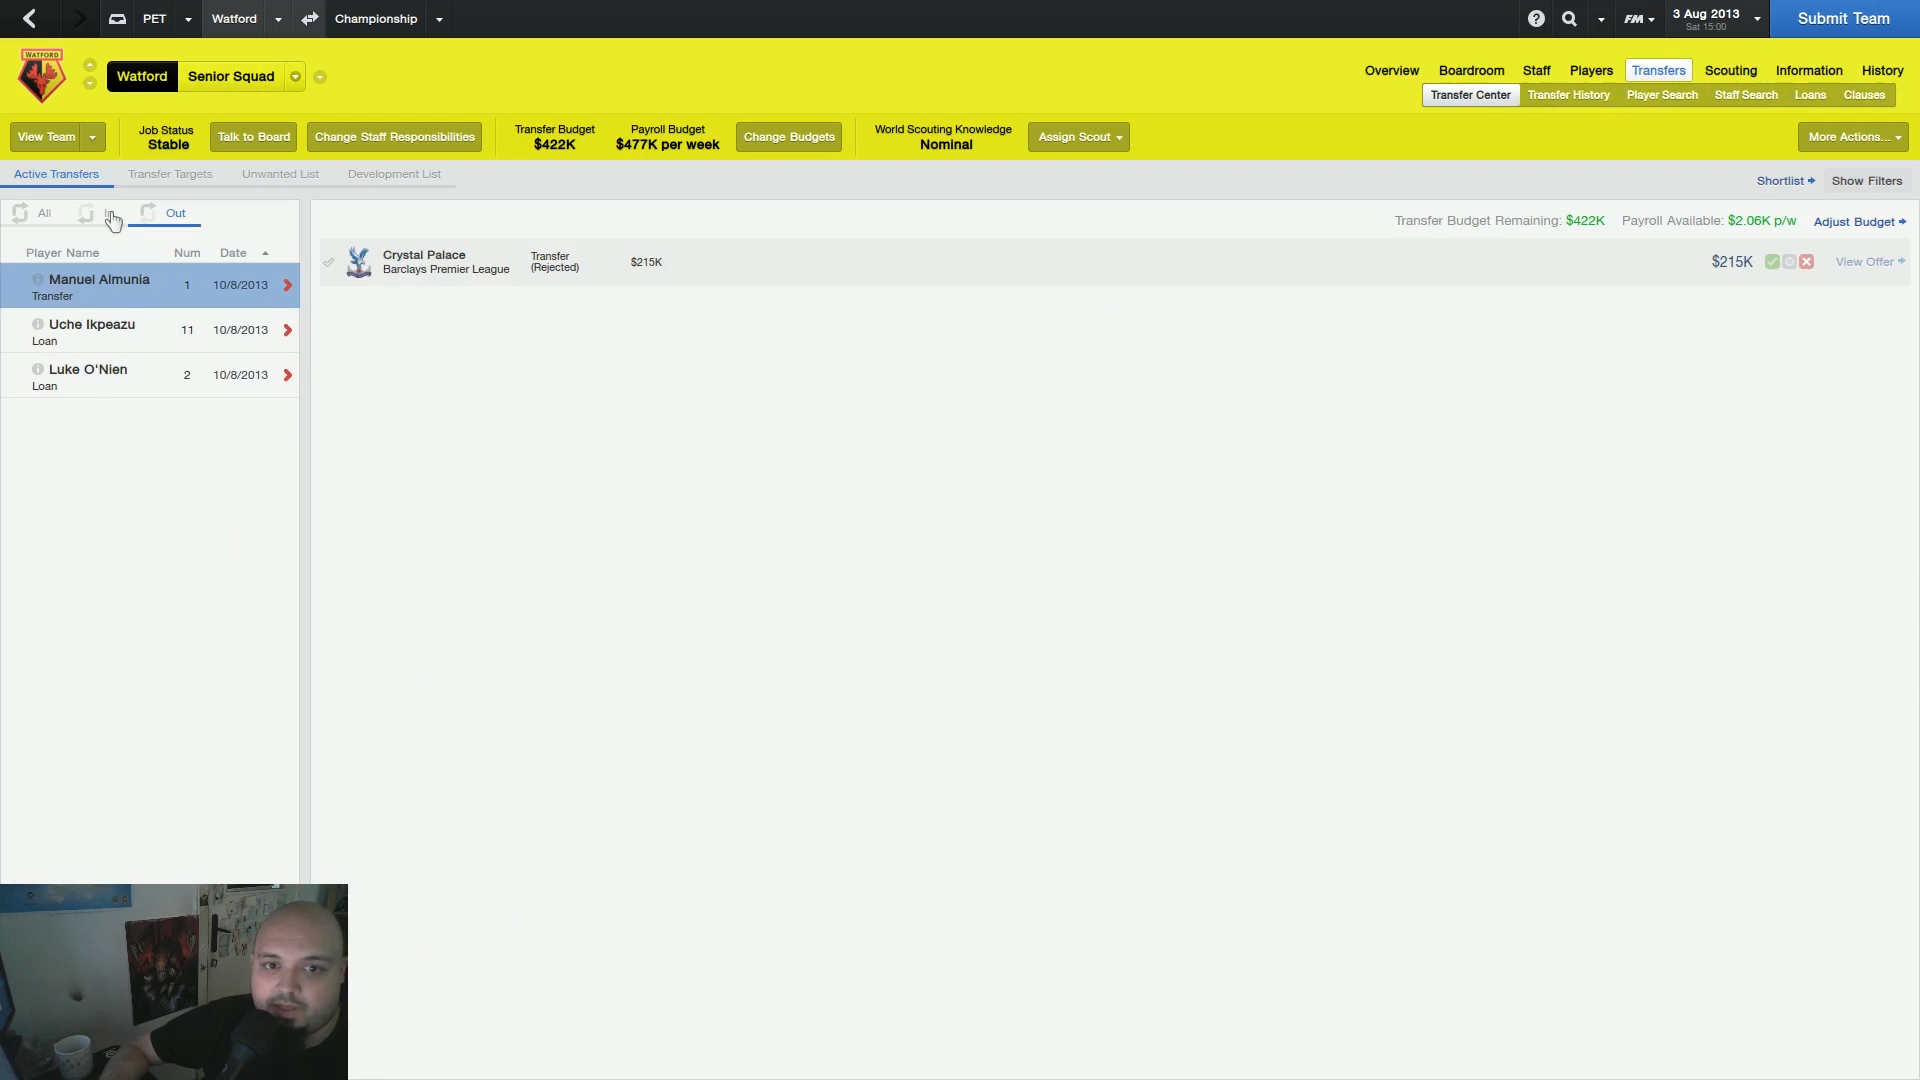 PET
Watford
Championship
FM
3 Aug 2013
Sat 15:00
Submit Team
WATFORD
Watford
Senior Squad
Overview
Boardroom
Staff
Players
Transfers
Scouting
Information
History
Transfer Center
Transfer History
Player Search
Staff Search
Loans
Clauses
View Team
Job Status
Stable
Talk to Board
Change Staff Responsibilities
Transfer Budget
$422K
Payroll Budget
$477K per week
Change Budgets
World Scouting Knowledge
Nominal
Assign Scout
More Actions...
Active Transfers
Transfer Targets
Unwanted List
Development List
Shortlist
Show Filters
All
Out
Transfer Budget Remaining: $422K
Payroll Available: $2.06K p/w
Adjust Budget
Player Name
Num
Date
Manuel Almunia
Transfer
1
10/8/2013
Uche Ikpeazu
Loan
11
10/8/2013
Luke O'Nien
Loan
2
10/8/2013
Crystal Palace
Barclays Premier League
Transfer
(Rejected)
$215K
$215K
View Offer